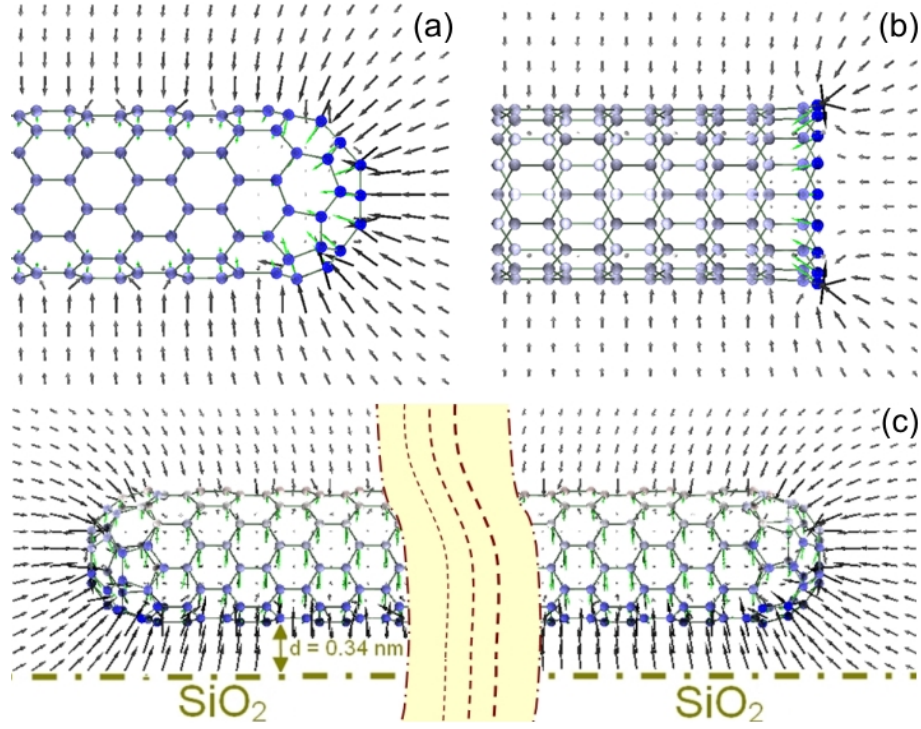 (a)
(b)
(c)
d = 0.34 nm
SiO₂
SiO₂